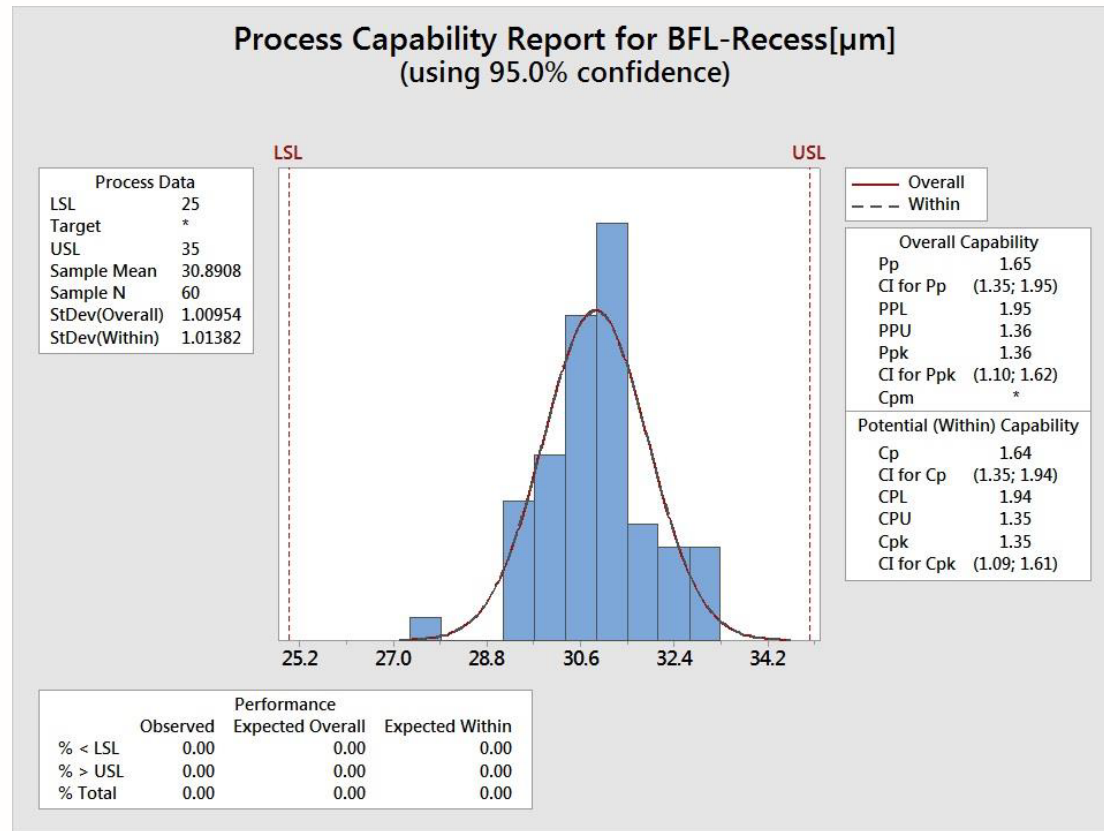 Process Capability Report for BFL-Recess[µm]
(using 95.0% confidence)
LSL
USL
Process Data
LSL 25
Target *
USL 35
Sample Mean 30.8908
Sample N 60
StDev(Overall) 1.00954
StDev(Within) 1.01382
Overall
Within
Overall Capability
Pp 1.65
CI for Pp (1.35; 1.95)
PPL 1.95
PPU 1.36
Ppk 1.36
CI for Ppk (1.10; 1.62)
Cpm *
Potential (Within) Capability
Cp 1.64
CI for Cp (1.35; 1.94)
CPL 1.94
CPU 1.35
Cpk 1.35
CI for Cpk (1.09; 1.61)
25.2 27.0 28.8 30.6 32.4 34.2
Performance
Observed Expected Overall Expected Within
% < LSL 0.00 0.00 0.00
% > USL 0.00 0.00 0.00
% Total 0.00 0.00 0.00